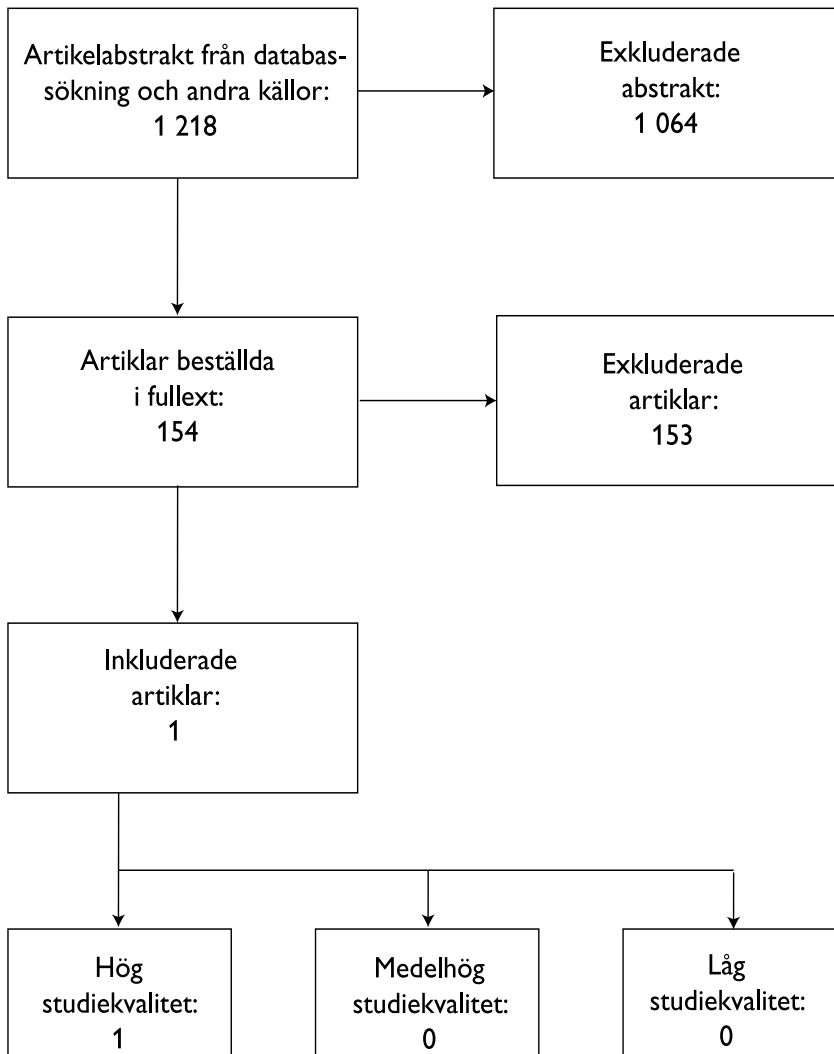 Artikelabstrakt från databas-
sökning och andra källor:
1 218
Exkluderade
abstrakt:
1 064
Artiklar beställda
i fullext:
154
Exkluderade
artiklar:
153
Inkluderade
artiklar:
1
Hög
studiekvalitet:
1
Medelhög
studiekvalitet:
0
Låg
studiekvalitet:
0